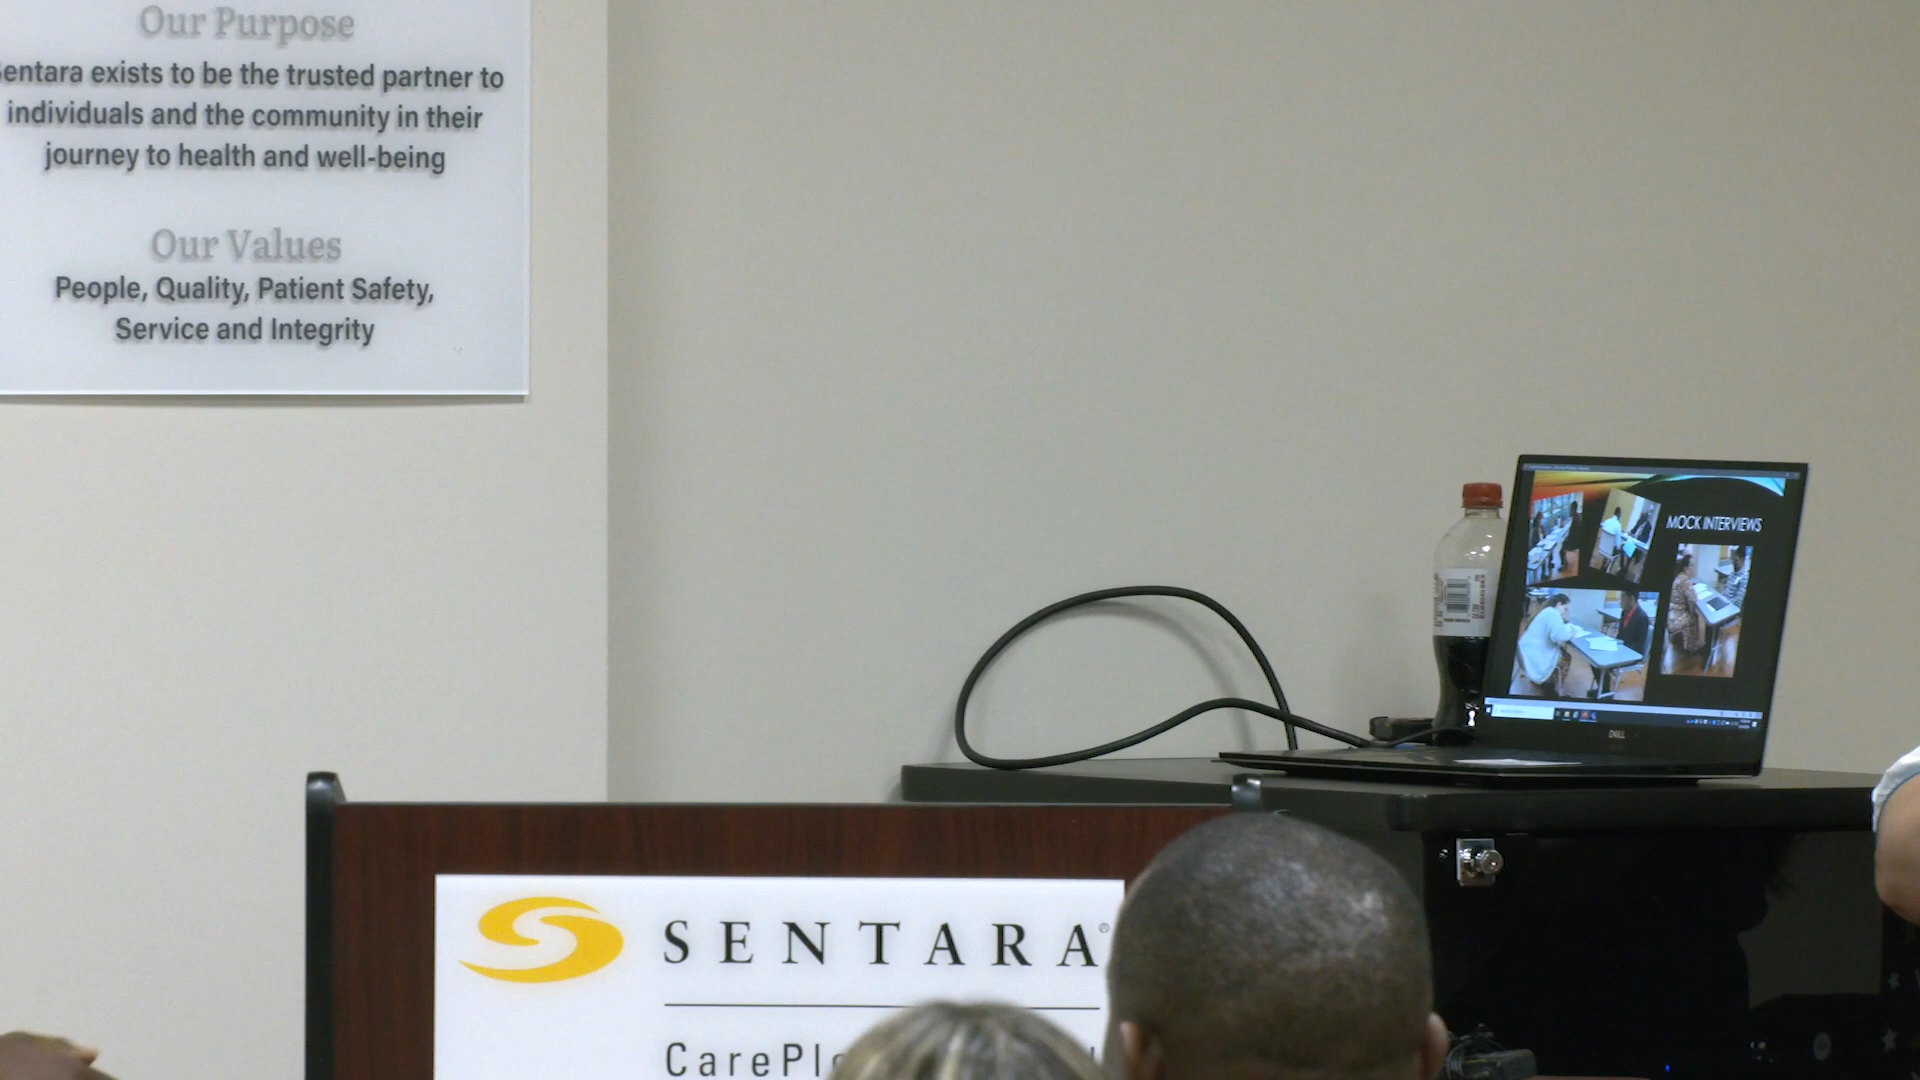 Our Purpose
entara exists to be the trusted partner to
individuals and the community in their
journey to health and well-being
Our Values
People, Quality, Patient Safety,
Service and Integrity
MOCK INTERVIEWS
DELL
SENTARA®
CarePl